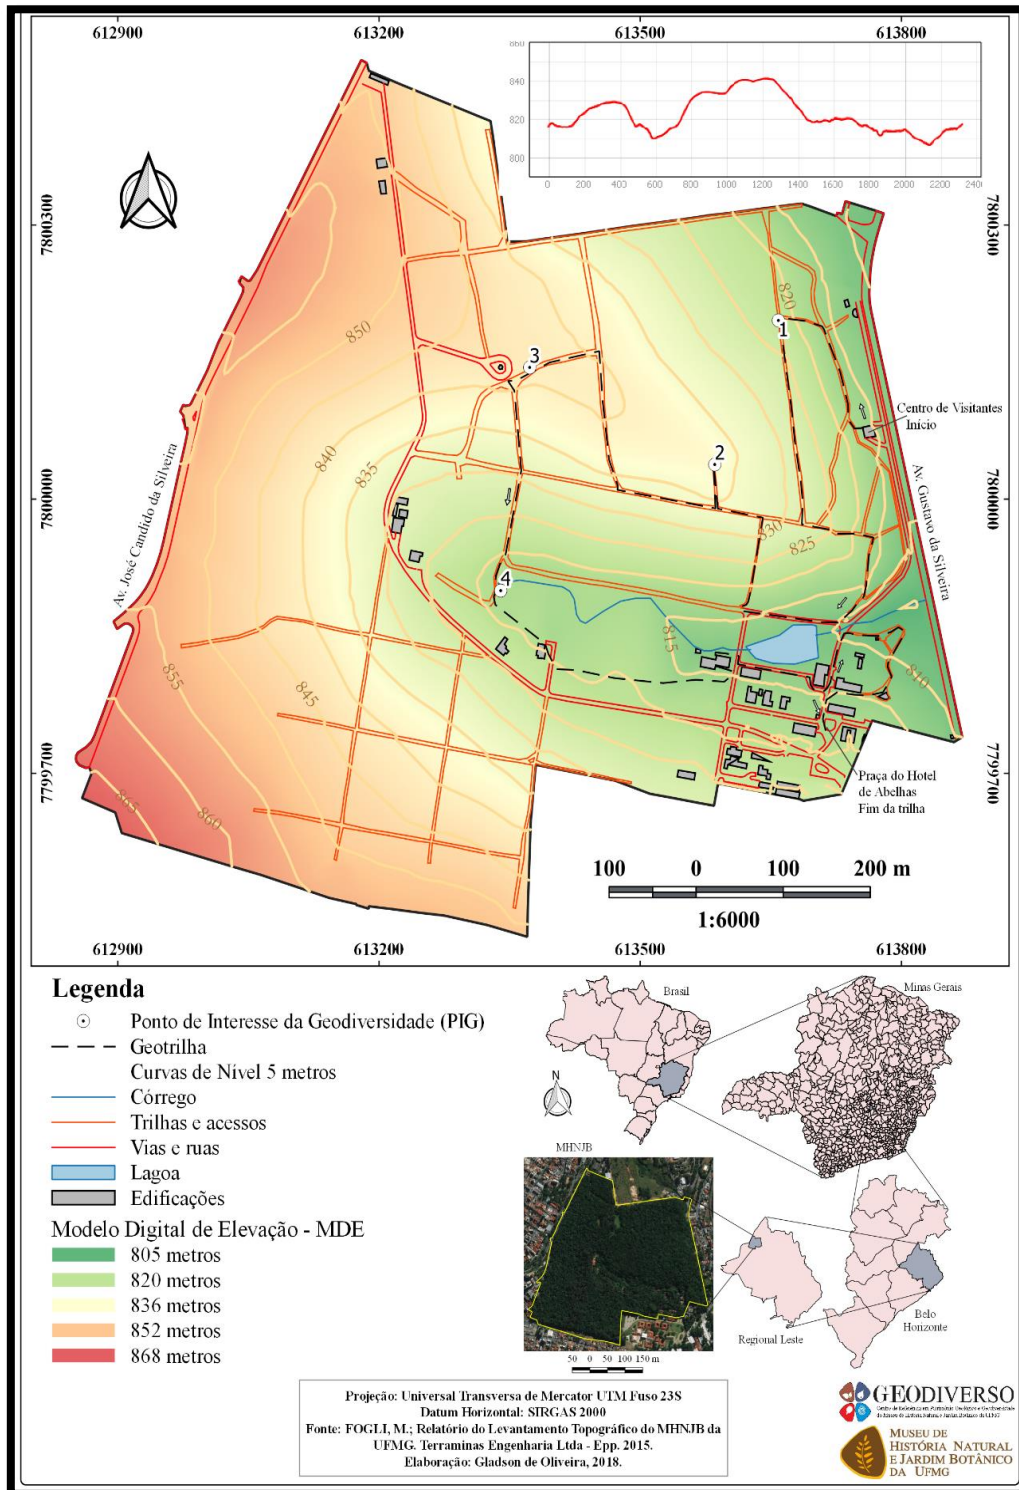 612900
613200
613500
613800
860
840
820
800
0
200
400
600
800
1000
1200
1400
1600
1800
2000
2200
240
7800300
7800300
850
820
1
3
Centro de Visitantes
Início
840
835
2
7800000
7800000
Av. José Candido da Silveira
Av. Gustavo da Silveira
830
825
4
815
810
855
845
7799700
7799700
Praça do Hotel
de Abelhas
Fim da trilha
865
860
100 0 100 200 m
1:6000
612900
613200
613500
613800
Legenda
Ponto de Interesse da Geodiversidade (PIG)
Geotrilha
Curvas de Nível 5 metros
Córrego
Trilhas e acessos
Vias e ruas
Lagoa
Edificações
Modelo Digital de Elevação - MDE
805 metros
820 metros
836 metros
852 metros
868 metros
Brasil
Minas Gerais
N
MHNJB
50 0 50 100 150 m
Regional Leste
Belo
Horizonte
Projeção: Universal Transversa de Mercator UTM Fuso 23S
Datum Horizontal: SIRGAS 2000
Fonte: FOGLI, M.; Relatório do Levantamento Topográfico do MHNJB da
UFMG. Terraminas Engenharia Ltda - Epp. 2015.
Elaboração: Gladson de Oliveira, 2018.
GEODIVERSO
MUSEU DE
HISTÓRIA NATURAL
E JARDIM BOTÂNICO
DA UFMG